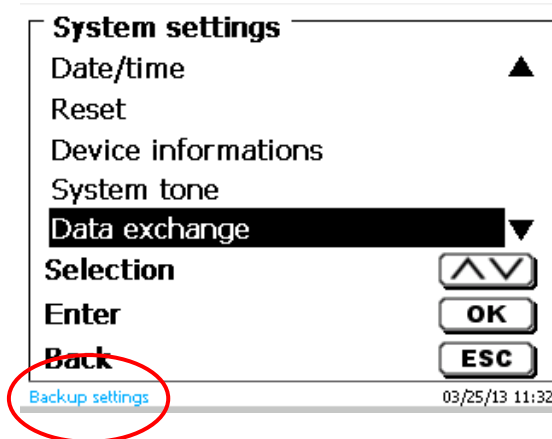 System settings
Date/time
Reset
Device informations
System tone
Data exchange
Selection
Enter OK
Back ESC
Backup settings 03/25/13 11:32